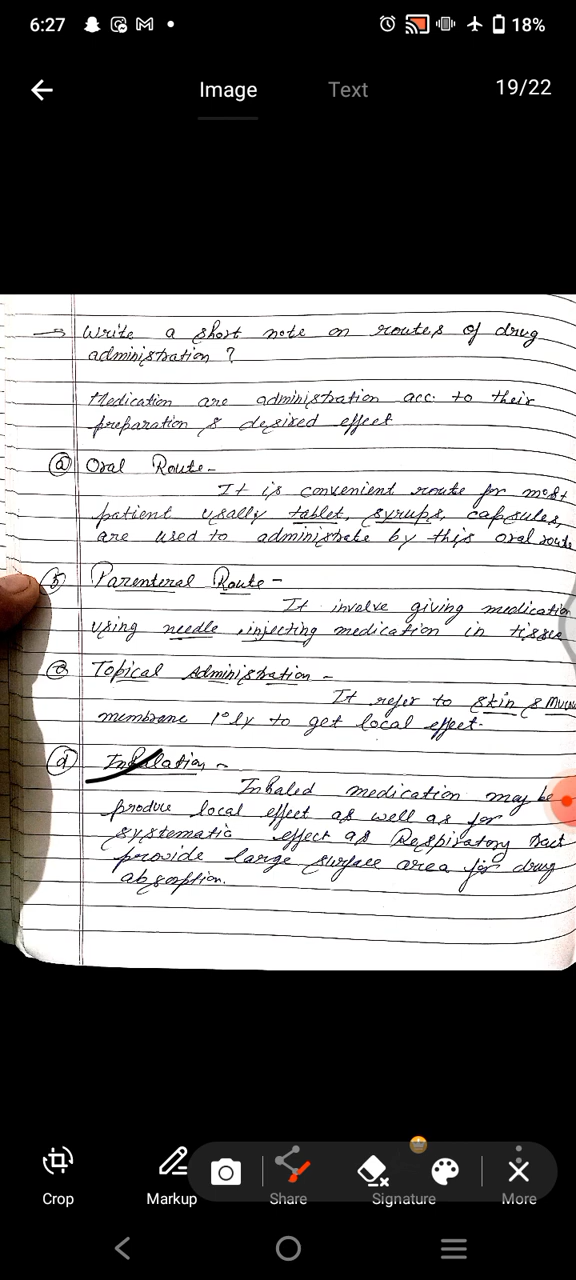 6:27
18%
Image
Text
19/22
→ Write a short note on routes of drug
administration ?
Medication are administration acc. to their
preparation & desired effect
(a) Oral Route -
It is convenient route for most
patient usally tablet, syrups, capsules,
are used to administrate by this oral route
(b) Parenteral Route -
It involve giving medication
using needle, injecting medication in tissue
(c) Topical Administration -
It refer to skin &
membrane to get local effect.
(d) Inhalation -
Inhaled medication may be
produce local effect as well as for
systematic effect as Respiratory tract
provide large surface area for drug
absorption.
Crop
Markup
Share
Signature
More